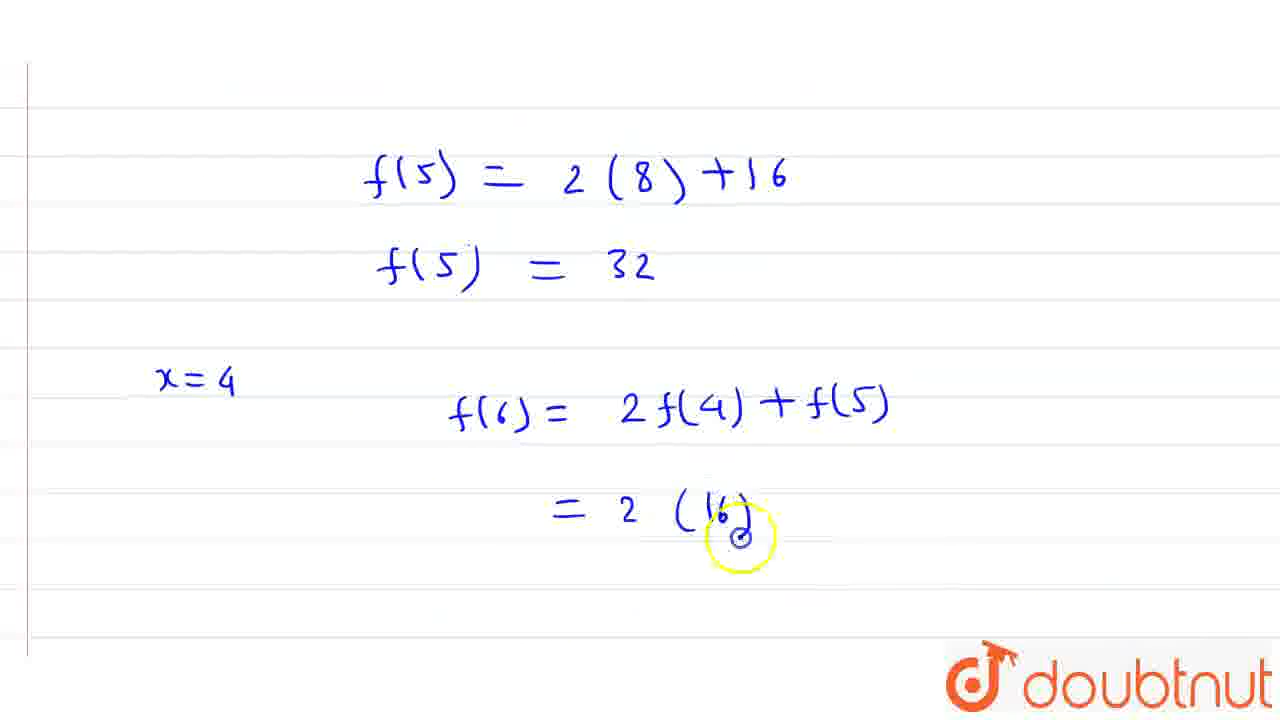 f(5) = 2 (8) + 16
f(5) = 32
x = 4
f(6) = 2 f(4) + f(5)
= 2 (16)
doubtnut